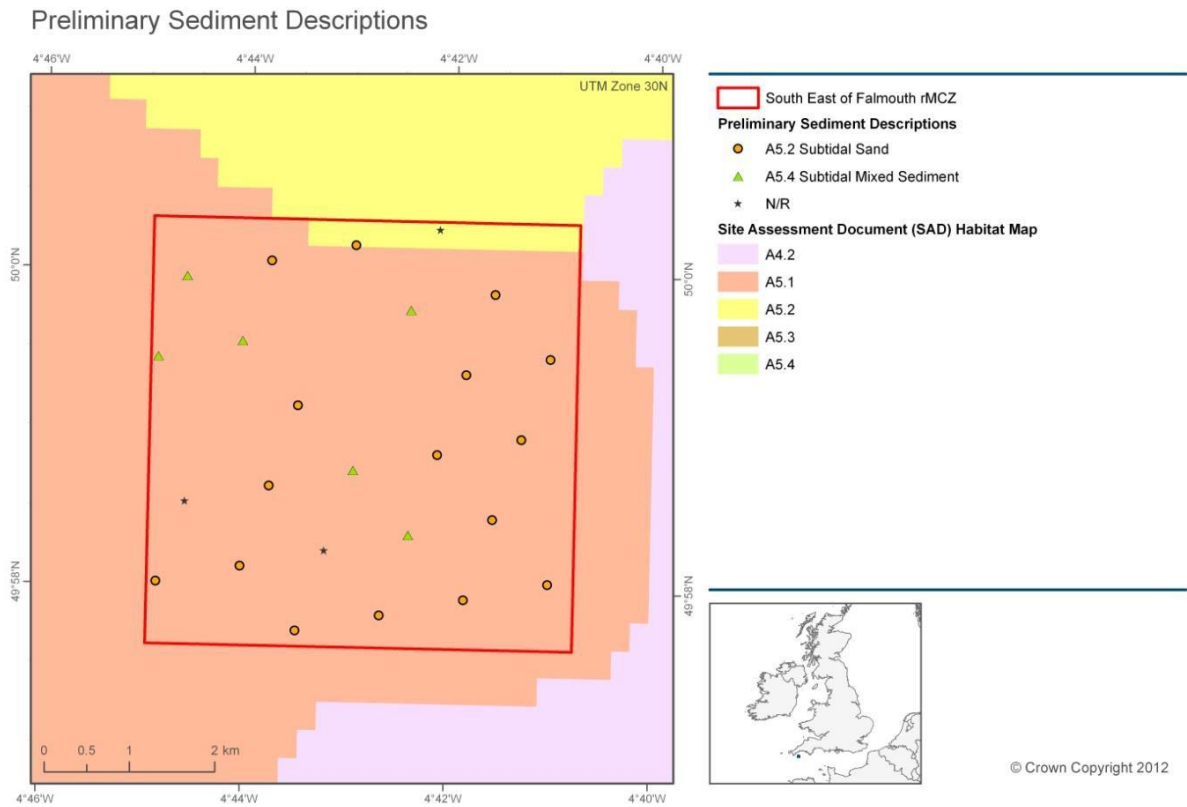 Preliminary Sediment Descriptions
4°46'W 4°44'W 4°42'W 4°40'W
UTM Zone 30N
50°0'N
50°0'N
49°58'N
49°58'N
0 0.5 1 2 km
4°46'W 4°44'W 4°42'W 4°40'W
South East of Falmouth rMCZ
Preliminary Sediment Descriptions
A5.2 Subtidal Sand
A5.4 Subtidal Mixed Sediment
N/R
Site Assessment Document (SAD) Habitat Map
A4.2
A5.1
A5.2
A5.3
A5.4
© Crown Copyright 2012